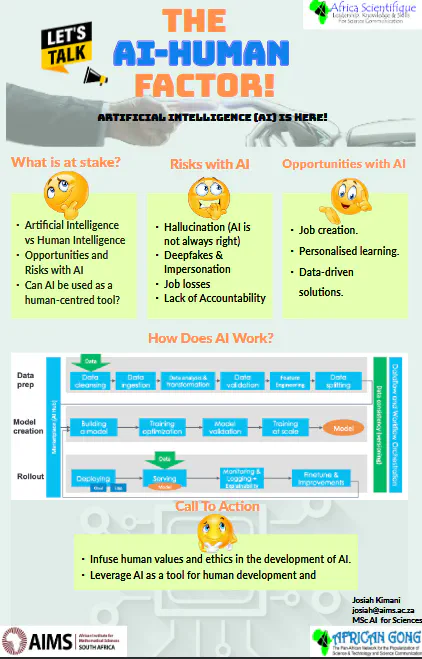 Africa Scientifique
Leadership, Knowledge & Skills
For Science Communication
LET'S
TALK
THE
AI-HUMAN
FACTOR!
ARTIFICIAL INTELLIGENCE (AI) IS HERE!
What is at stake?
• Artificial Intelligence
vs Human Intelligence
• Opportunities and
Risks with AI
• Can AI be used as a
human-centred tool?
Risks with AI
• Hallucination (AI is
not always right)
• Deepfakes &
Impersonation
• Job losses
• Lack of Accountability
Opportunities with AI
• Job creation.
• Personalised learning.
• Data-driven
solutions.
How Does AI Work?
Data
prep
Data
Data
cleansing
Data
ingestion
Data analysis &
transformation
Data
validation
Feature
Engineering
Data
splitting
Model
creation
Building
a model
Training
optimization
Model
validation
Training
at scale
Model
Rollout
Deploying
Data
Serving
Model
Monitoring &
Logging +
Explainability
Finetune &
Improvements
Marketplace (AI Hub)
Data consistency (versioning)
Dataflow and Workflow Orchestration
Call To Action
• Infuse human values and ethics in the development of AI.
• Leverage AI as a tool for human development and
Josiah Kimani
josiah@aims.ac.za
MSc AI for Sciences
AIMS
African Institute for
Mathematical Sciences
SOUTH AFRICA
AFRICAN GONG
The Pan-African Network for the Popularization of
Science & Technology and Science Communication